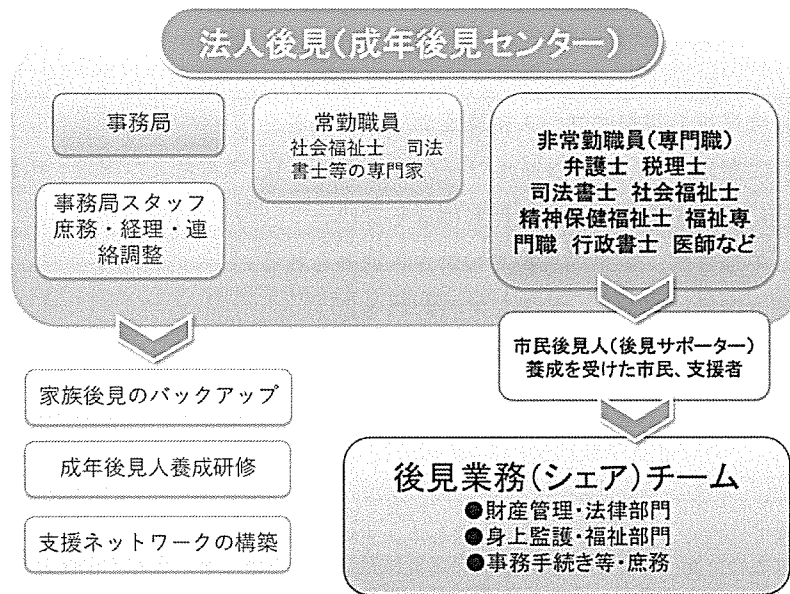 法人後見(成年後見センター)
事務局
事務局スタッフ
庶務・経理・連
絡調整
常勤職員
社会福祉士　司法
書士等の専門家
非常勤職員(専門職)
弁護士　税理士
司法書士　社会福祉士
精神保健福祉士　福祉専
門職　行政書士　医師など
家族後見のバックアップ
成年後見人養成研修
支援ネットワークの構築
市民後見人(後見サポーター)
養成を受けた市民、支援者
後見業務(シェア)チーム
●財産管理・法律部門
●身上監護・福祉部門
●事務手続き等・庶務